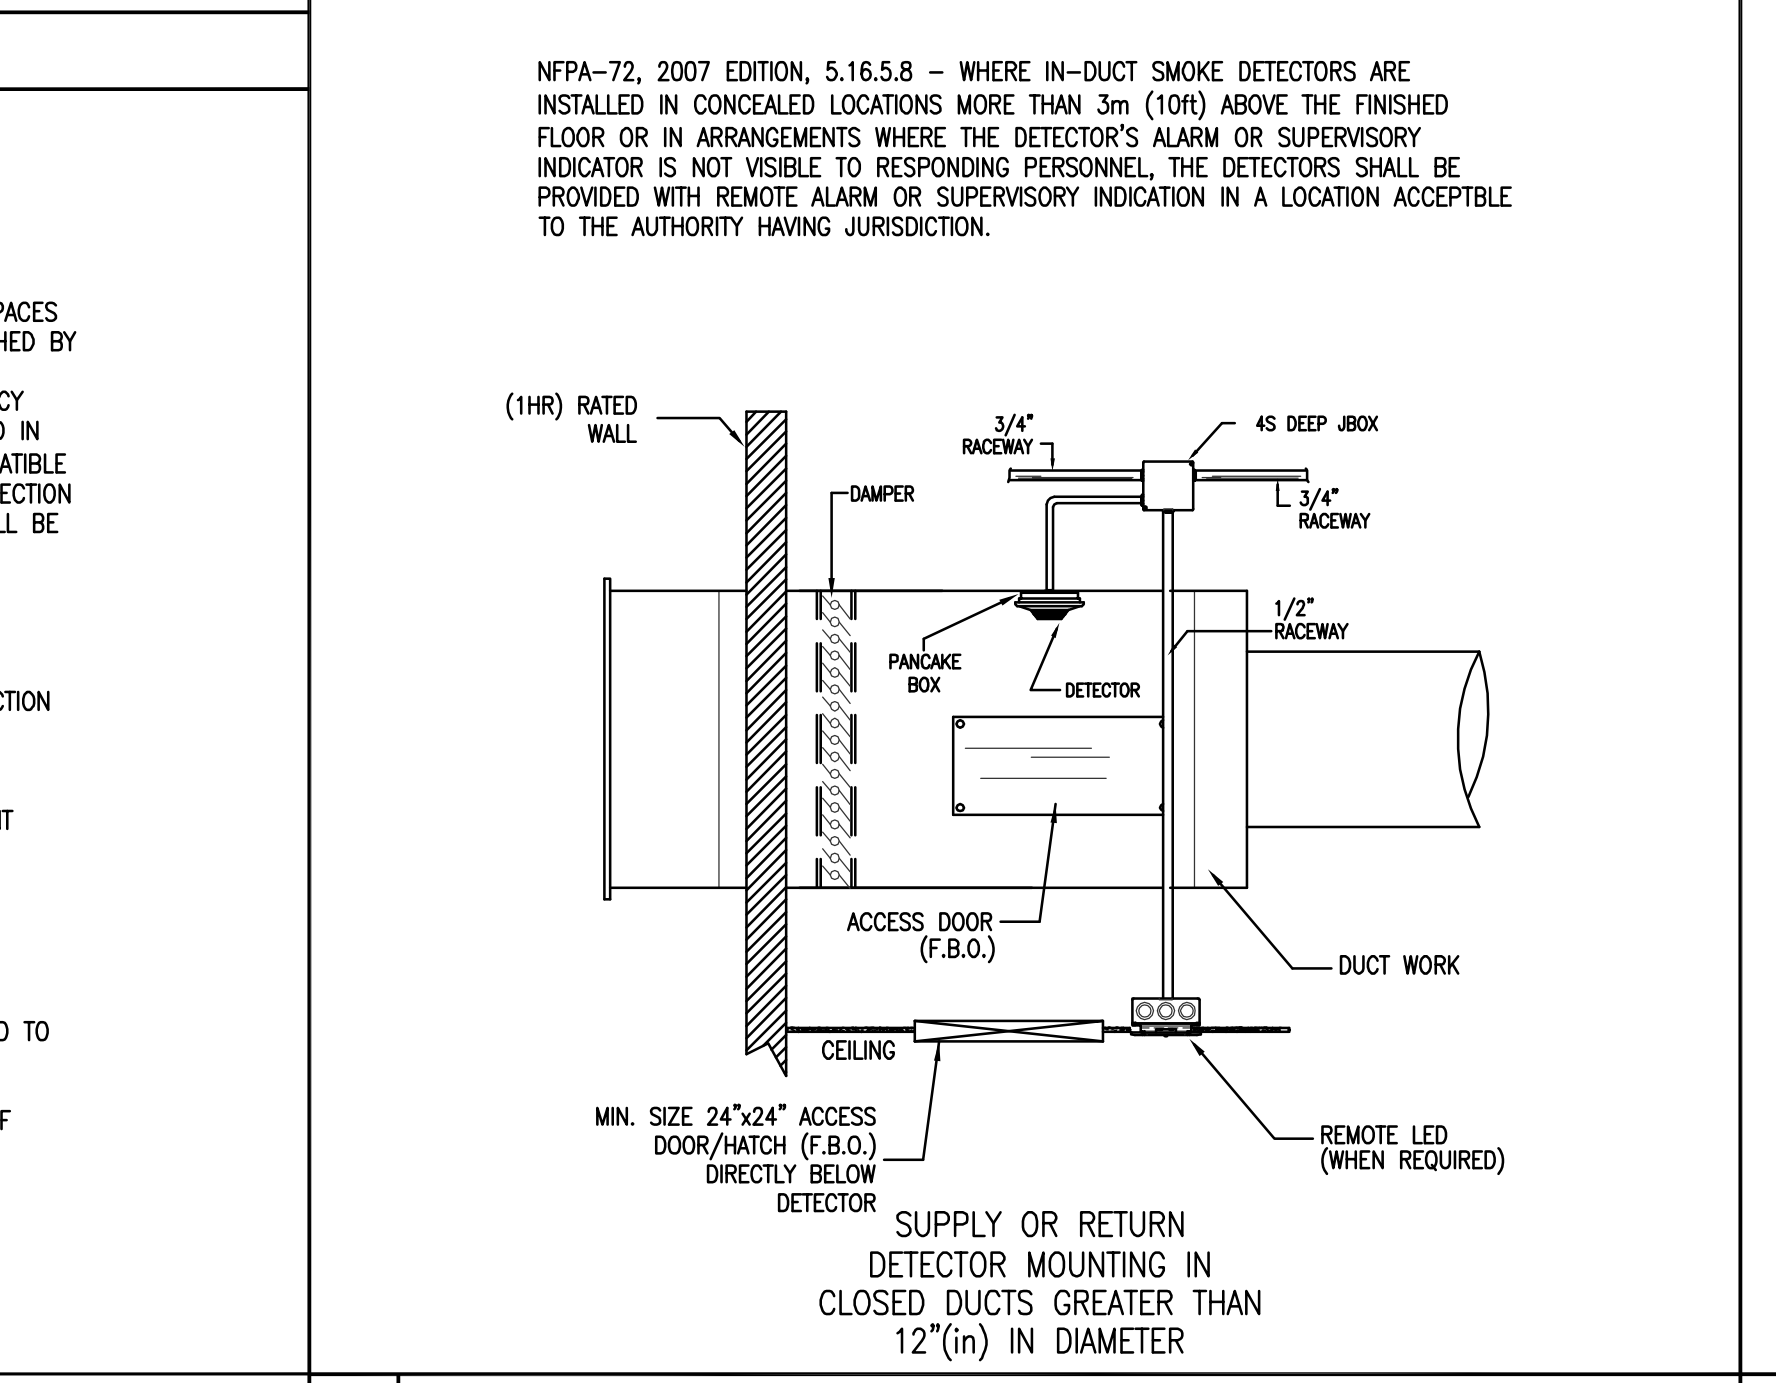 NFPA-72, 2007 EDITION, 5.16.5.8 - WHERE IN-DUCT SMOKE DETECTORS ARE
INSTALLED IN CONCEALED LOCATIONS MORE THAN 3m (10ft) ABOVE THE FINISHED
FLOOR OR IN ARRANGEMENTS WHERE THE DETECTOR'S ALARM OR SUPERVISORY
INDICATOR IS NOT VISIBLE TO RESPONDING PERSONNEL, THE DETECTORS SHALL BE
PROVIDED WITH REMOTE ALARM OR SUPERVISORY INDICATION IN A LOCATION ACCEPTBLE
TO THE AUTHORITY HAVING JURISDICTION.
PACES
HED BY
CY
IN
ATIBLE
ECTION
LL BE
CTION
TO
F
(1HR) RATED
WALL
3/4"
RACEWAY
4S DEEP JBOX
DAMPER
3/4"
RACEWAY
1/2"
RACEWAY
PANCAKE
BOX
DETECTOR
ACCESS DOOR
(F.B.O.)
DUCT WORK
CEILING
MIN. SIZE 24"x24" ACCESS
DOOR/HATCH (F.B.O.)
DIRECTLY BELOW
DETECTOR
REMOTE LED
(WHEN REQUIRED)
SUPPLY OR RETURN
DETECTOR MOUNTING IN
CLOSED DUCTS GREATER THAN
12"(in) IN DIAMETER